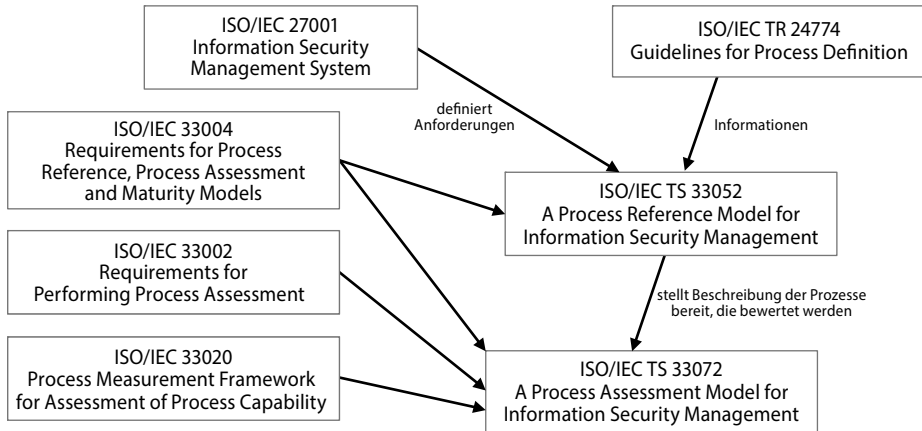 ISO/IEC 27001
Information Security
Management System
ISO/IEC TR 24774
Guidelines for Process Definition
definiert
Anforderungen
Informationen
ISO/IEC 33004
Requirements for Process
Reference, Process Assessment
and Maturity Models
ISO/IEC TS 33052
A Process Reference Model for
Information Security Management
ISO/IEC 33002
Requirements for
Performing Process Assessment
stellt Beschreibung der Prozesse
bereit, die bewertet werden
ISO/IEC 33020
Process Measurement Framework
for Assessment of Process Capability
ISO/IEC TS 33072
A Process Assessment Model for
Information Security Management